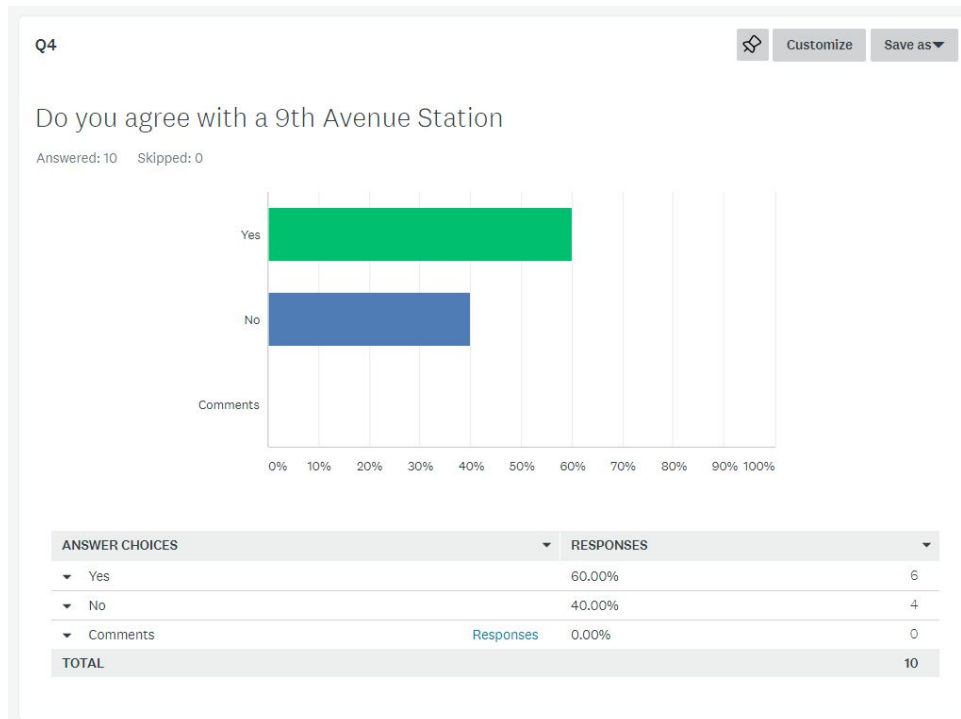 Q4
Customize
Save as
Do you agree with a 9th Avenue Station
Answered: 10 Skipped: 0
Yes
No
Comments
0% 10% 20% 30% 40% 50% 60% 70% 80% 90% 100%
ANSWER CHOICES RESPONSES
Yes 60.00% 6
No 40.00% 4
Comments Responses 0.00% 0
TOTAL 10